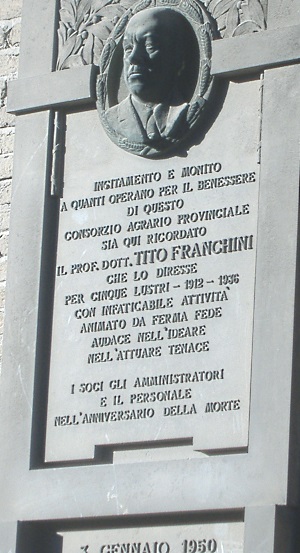 INSITAMENTO E MONITO
A QUANTI OPERANO PER IL BENESSERE
DI QUESTO
CONSORZIO AGRARIO PROVINCIALE
SIA QUI RICORDATO
IL PROF. DOTT. TITO FRANCHINI
CHE LO DIRESSE
PER CINQUE LUSTRI - 1912 - 1936
CON INFATICABILE ATTIVITA'
ANIMATO DA FERMA FEDE
AUDACE NELL'IDEARE
NELL'ATTUARE TENACE
I SOCI GLI AMMINISTRATORI
E IL PERSONALE
NELL'ANNIVERSARIO DELLA MORTE
3 GENNAIO 1950